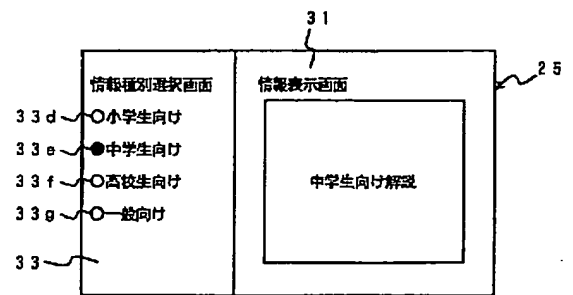 31
25
情報種別選択画面
33d ○小学生向け
33e ●中学生向け
33f ○高校生向け
33g ○一般向け
33
情報表示画面
中学生向け解説